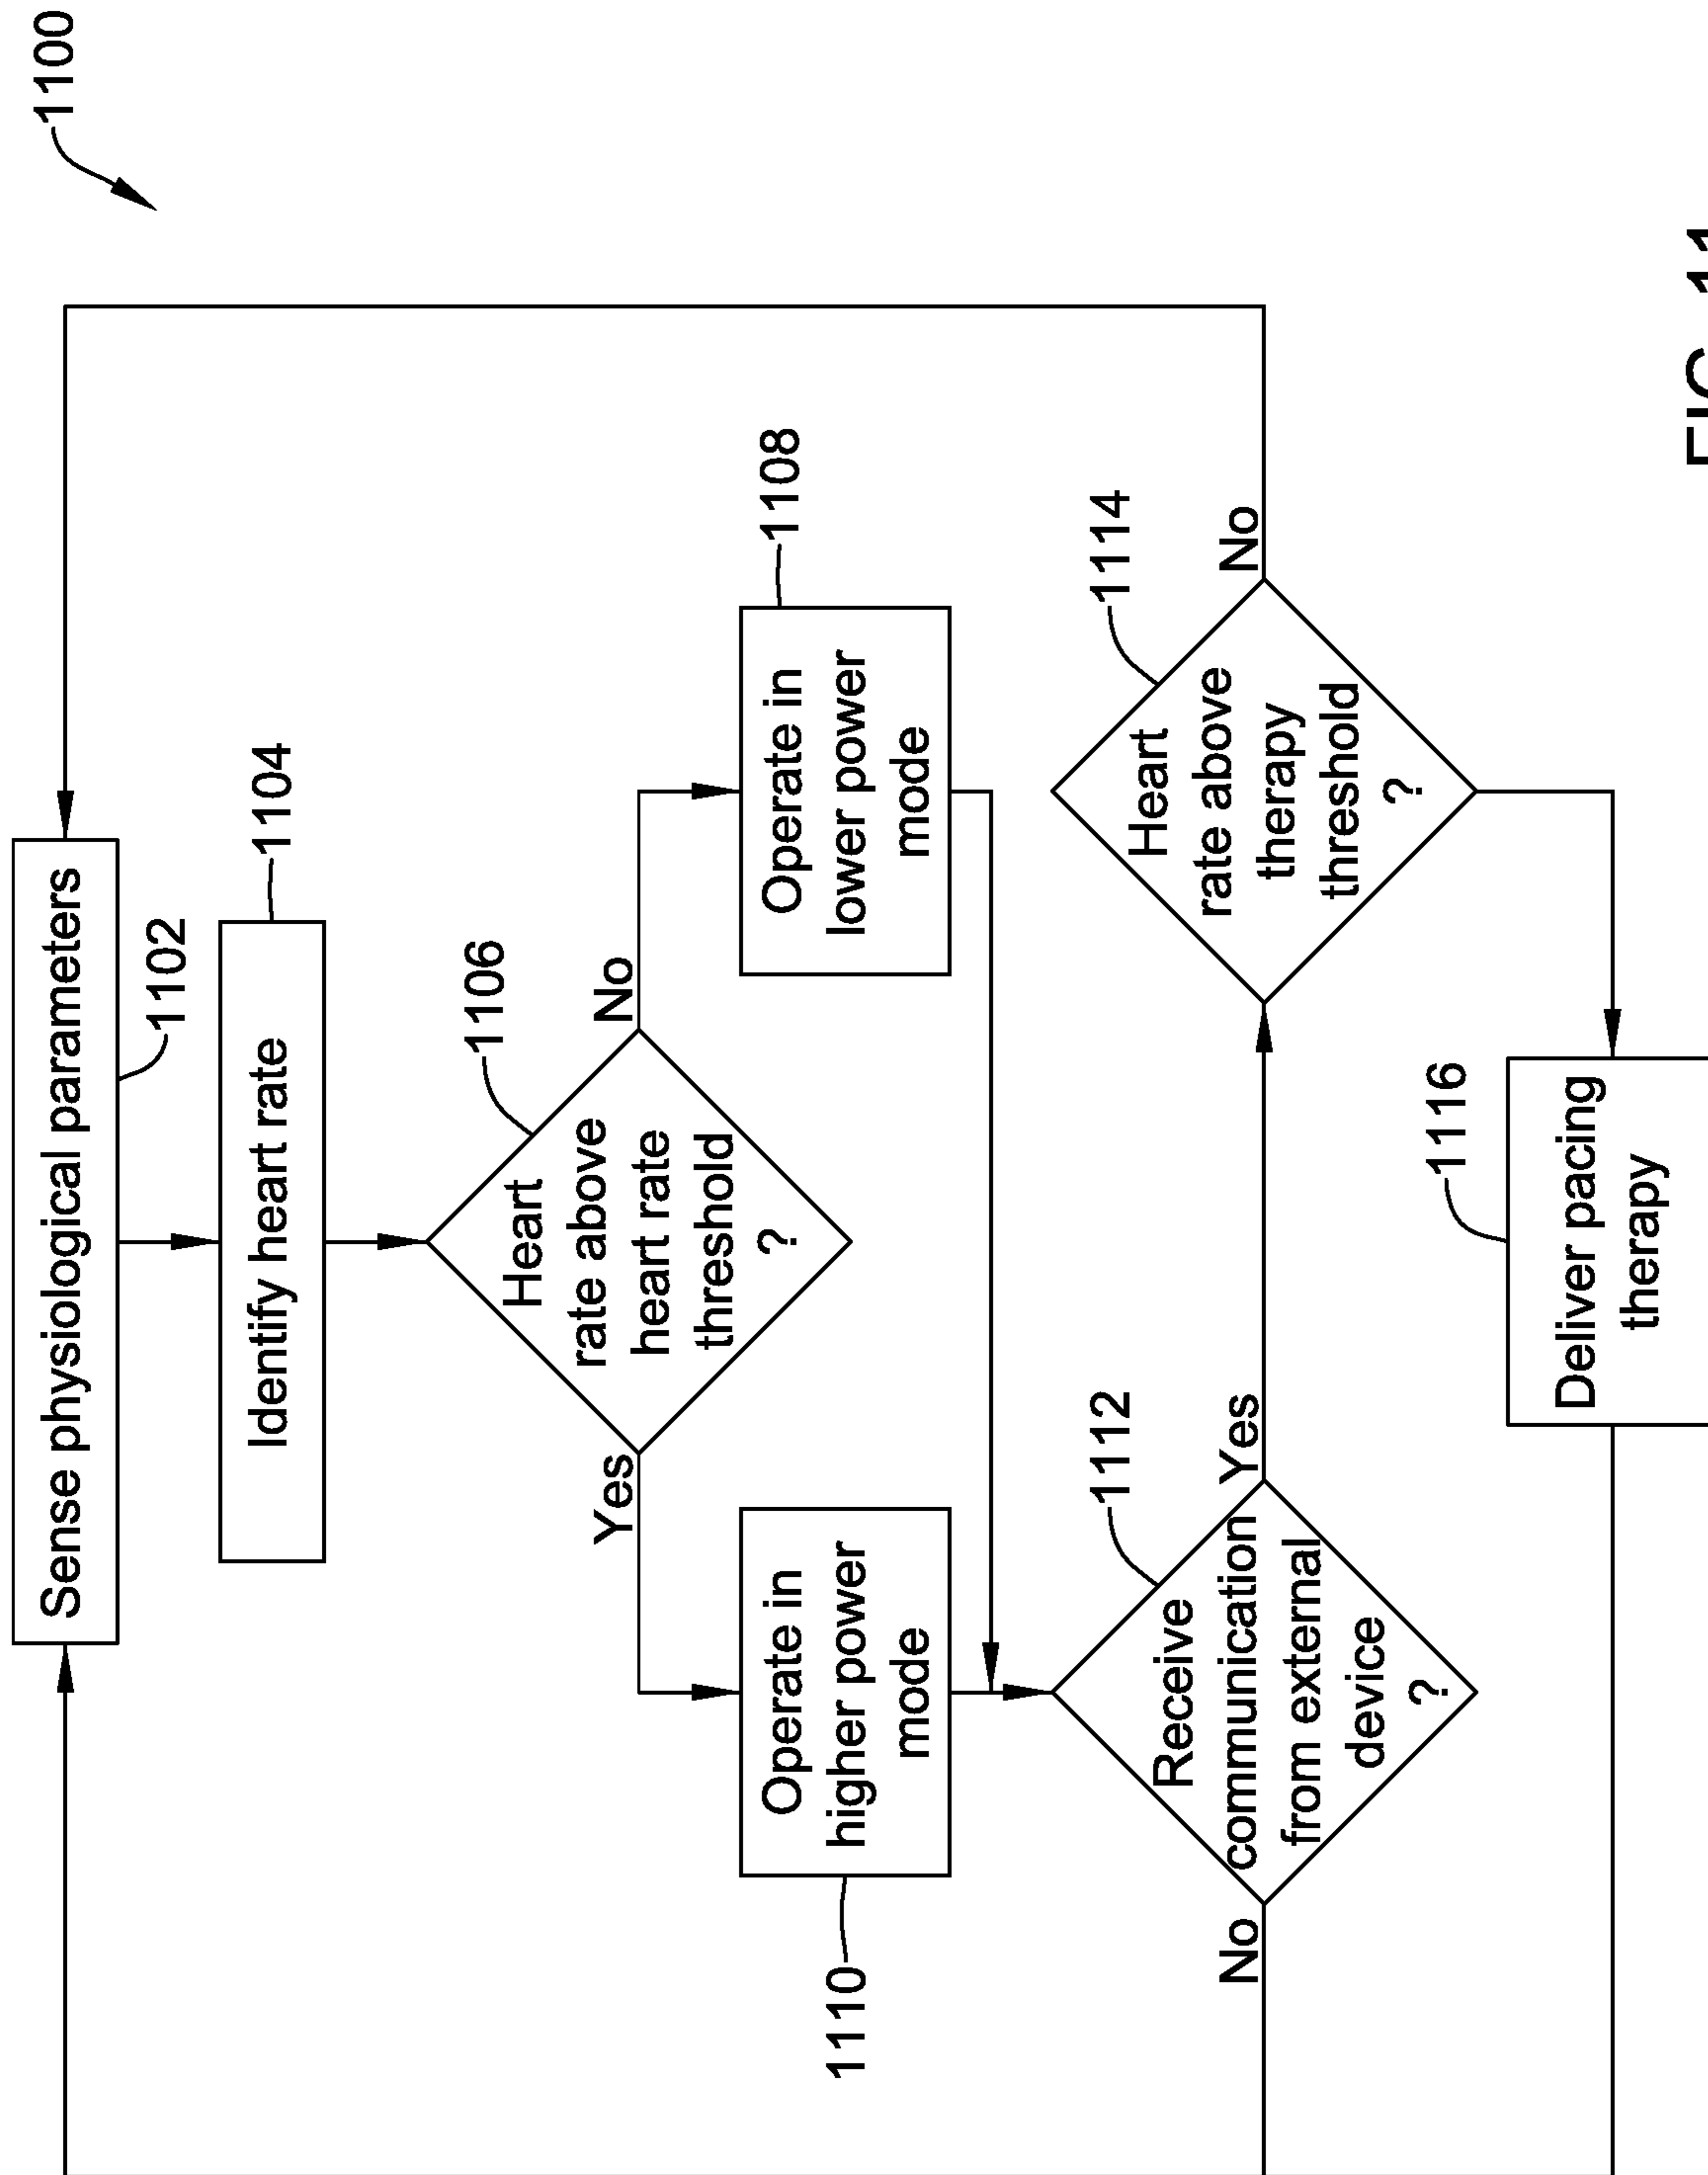 1100
Sense physiological parameters
1102
Identify heart rate
1104
Heart
rate above
heart rate
threshold
?
1106
Yes
No
Operate in
higher power
mode
1110
Operate in
lower power
mode
1108
Receive
communication
from external
device
?
1112
No
Yes
Heart
rate above
therapy
threshold
?
1114
No
Deliver pacing
therapy
1116
FIG. 11